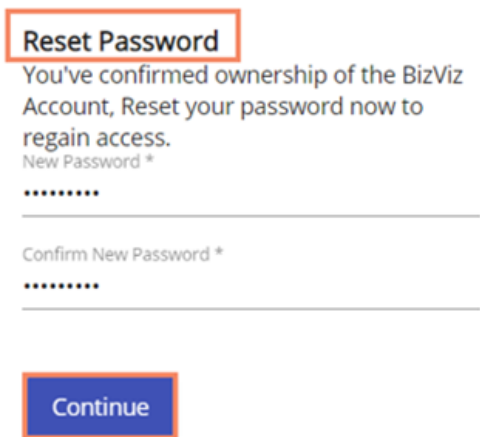 Reset Password
You've confirmed ownership of the BizViz
Account, Reset your password now to
regain access.
New Password *
•••••••••
Confirm New Password *
•••••••••
Continue